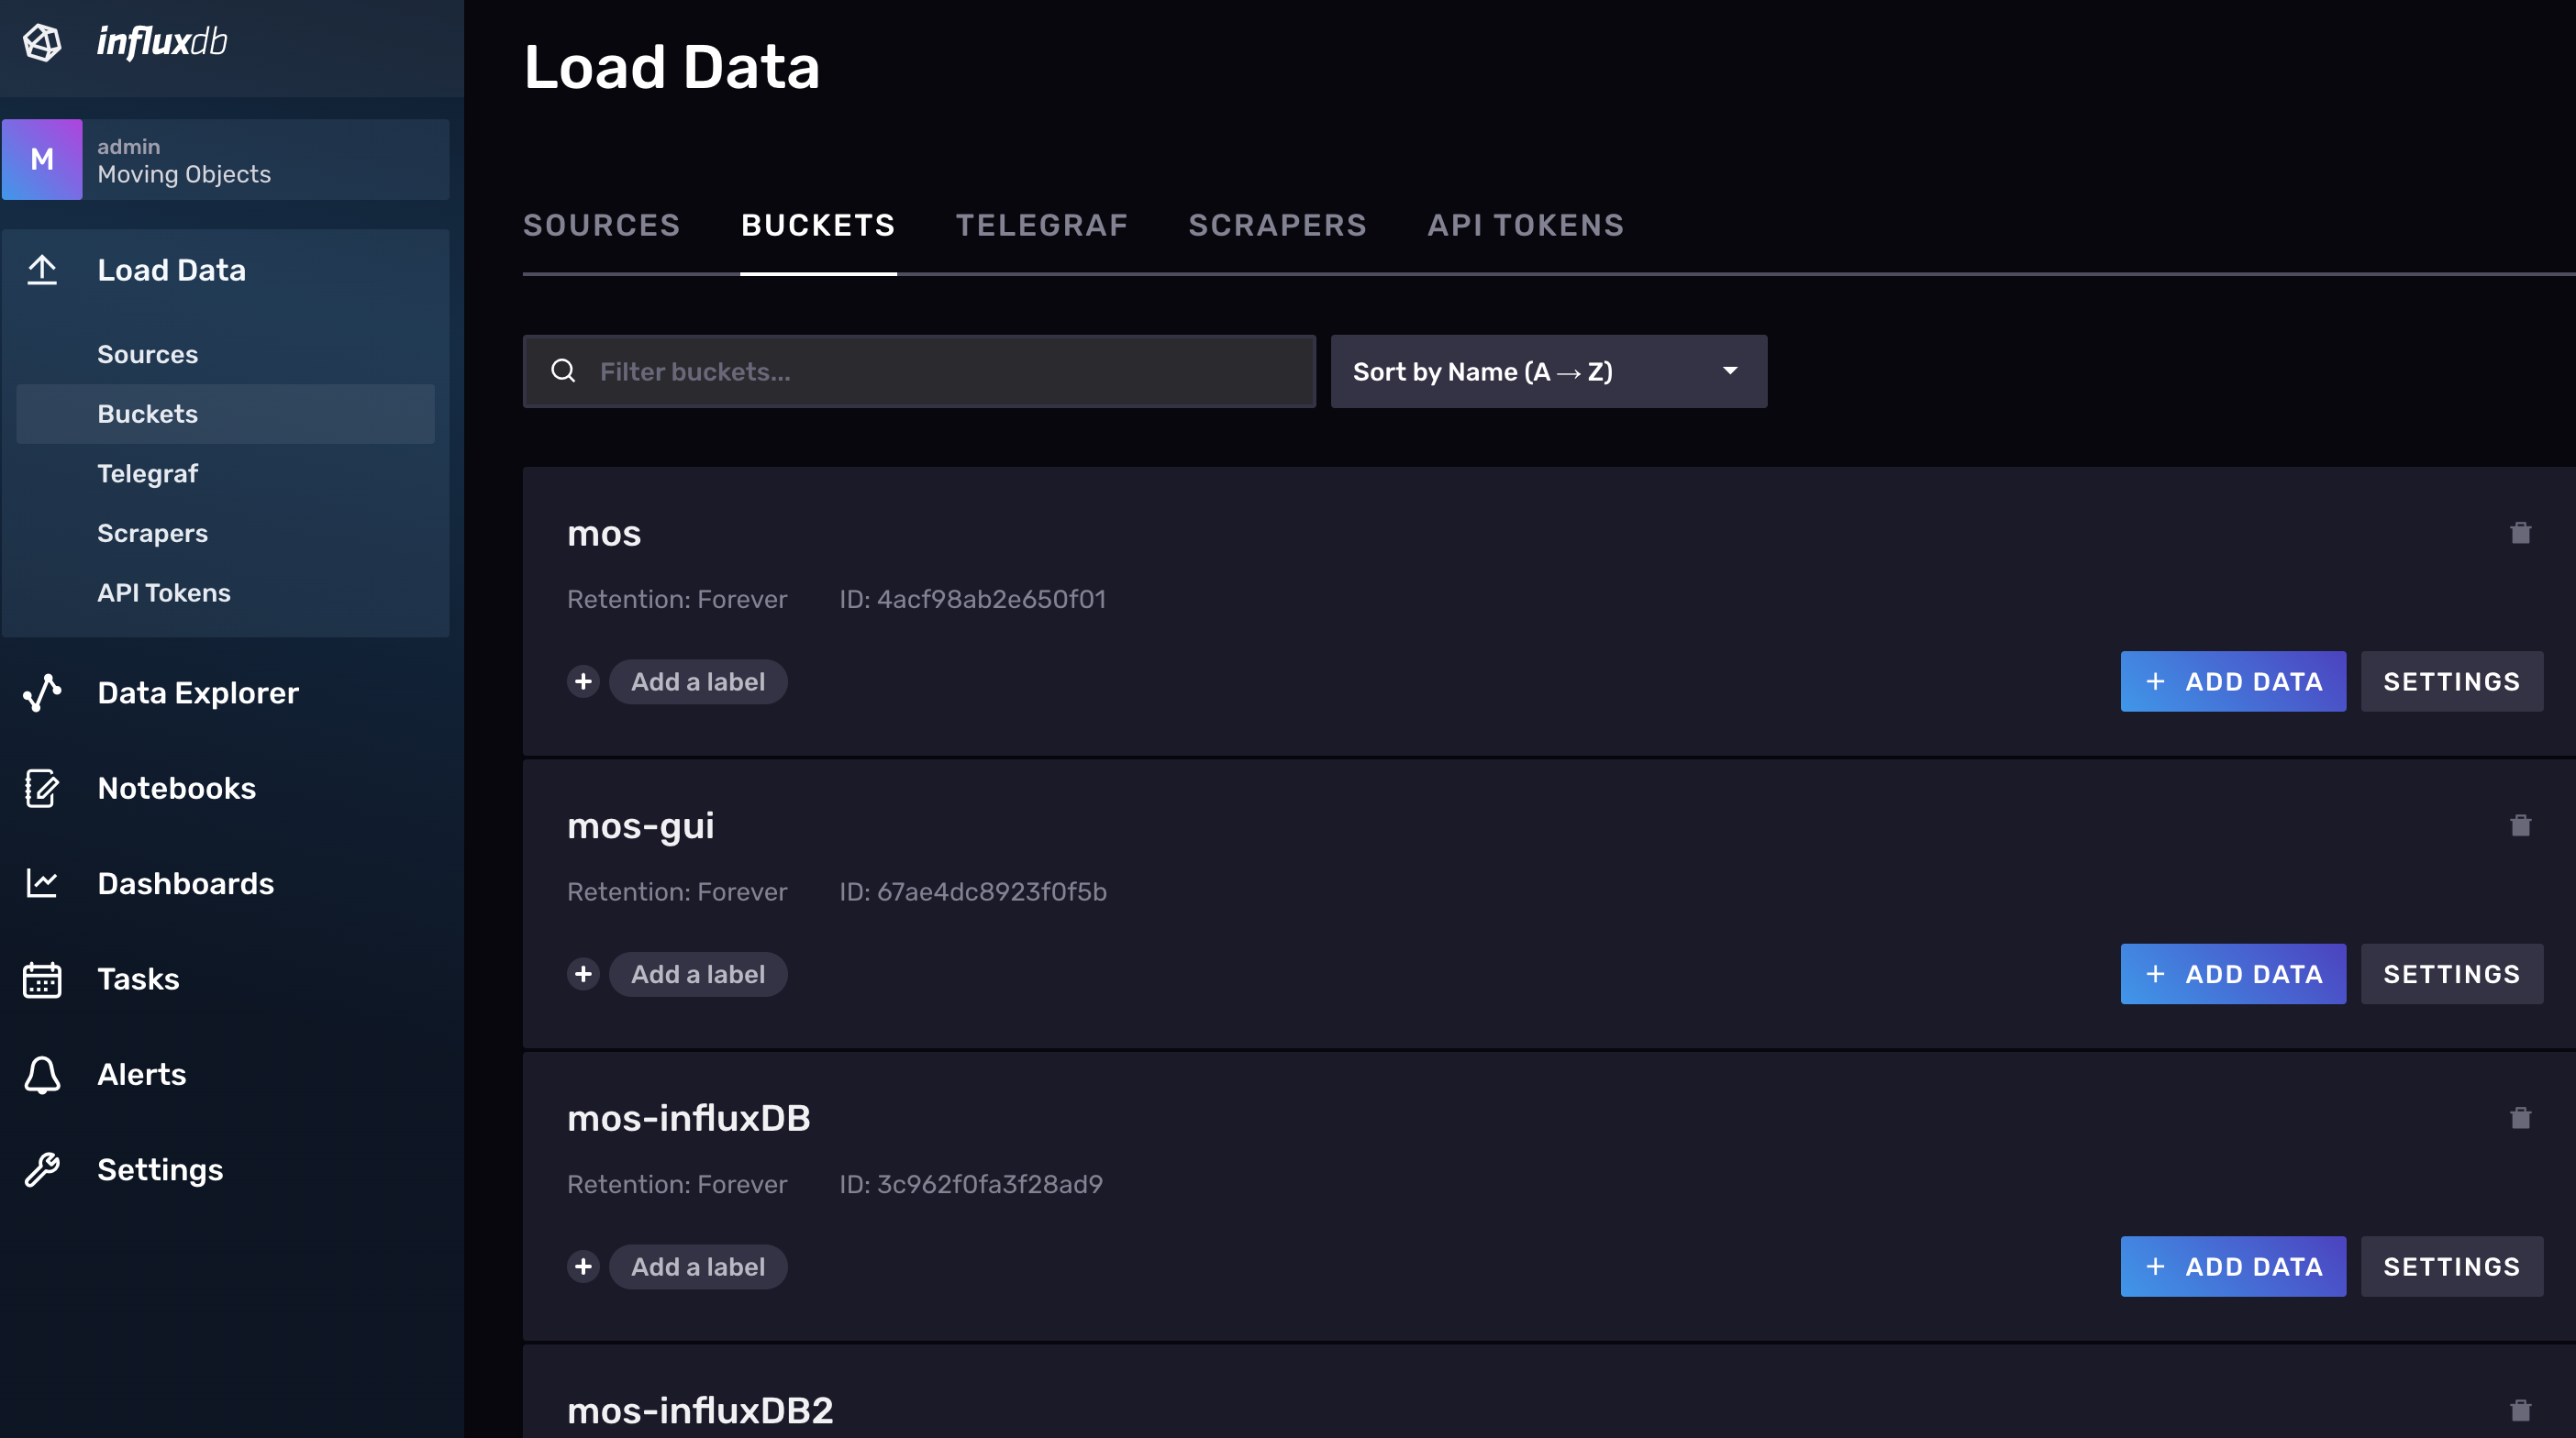 influxdb
M
admin
Moving Objects
Load Data
Sources
Buckets
Telegraf
Scrapers
API Tokens
Data Explorer
Notebooks
Dashboards
Tasks
Alerts
Settings
Load Data
SOURCES BUCKETS TELEGRAF SCRAPERS API TOKENS
Filter buckets... Sort by Name (A → Z)
mos
Retention: Forever ID: 4acf98ab2e650f01
+ Add a label + ADD DATA SETTINGS
mos-gui
Retention: Forever ID: 67ae4dc8923f0f5b
+ Add a label + ADD DATA SETTINGS
mos-influxDB
Retention: Forever ID: 3c962f0fa3f28ad9
+ Add a label + ADD DATA SETTINGS
mos-influxDB2